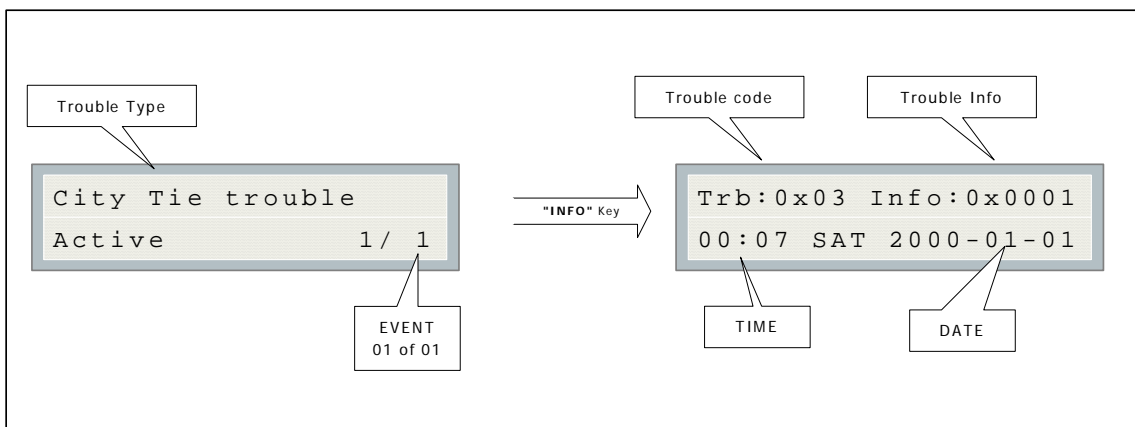 Trouble Type
City Tie trouble
Active 1/ 1
EVENT
01 of 01
"INFO" Key
Trouble code
Trouble Info
Trb:0x03 Info:0x0001
00:07 SAT 2000-01-01
TIME
DATE